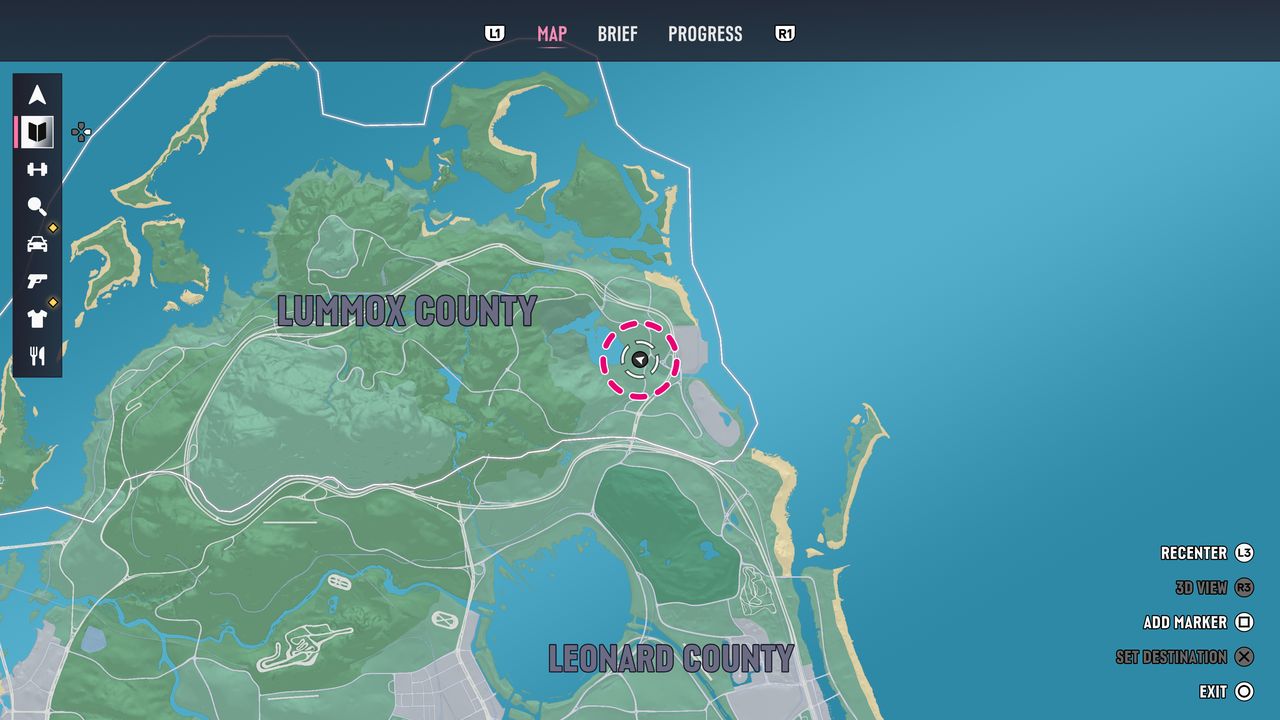 L1 MAP BRIEF PROGRESS R1
LUMMOX COUNTY
RECENTER L3
3D VIEW R3
ADD MARKER
SET DESTINATION
LEONARD COUNTY
EXIT